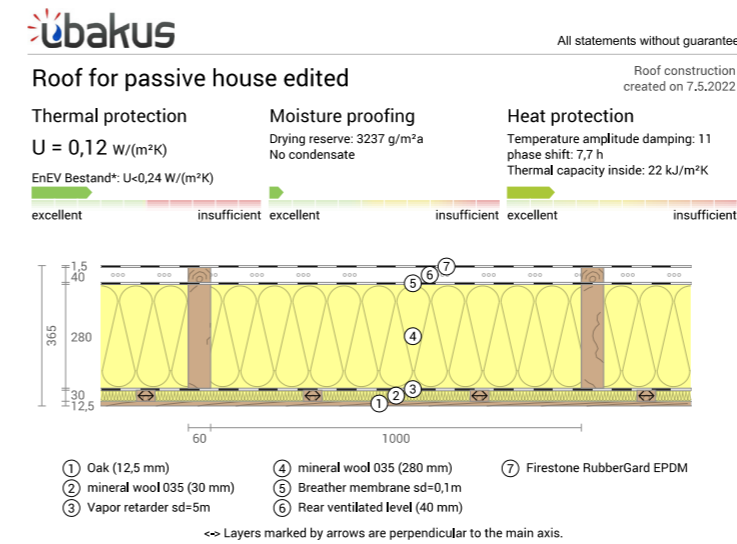 ubakus
All statements without guarantee
Roof for passive house edited
Roof construction
created on 7.5.2022
Thermal protection
U = 0,12 W/(m²K)
EnEV Bestand*: U<0,24 W/(m²K)
excellent insufficient
Moisture proofing
Drying reserve: 3237 g/m²a
No condensate
excellent insufficient
Heat protection
Temperature amplitude damping: 11
phase shift: 7,7 h
Thermal capacity inside: 22 kJ/m²K
excellent insufficient
1,5
40
365
280
30
12,5
7
6
5
4
3
2
1
60 1000
1 Oak (12,5 mm)
2 mineral wool 035 (30 mm)
3 Vapor retarder sd=5m
4 mineral wool 035 (280 mm)
5 Breather membrane sd=0,1m
6 Rear ventilated level (40 mm)
7 Firestone RubberGard EPDM
<-> Layers marked by arrows are perpendicular to the main axis.